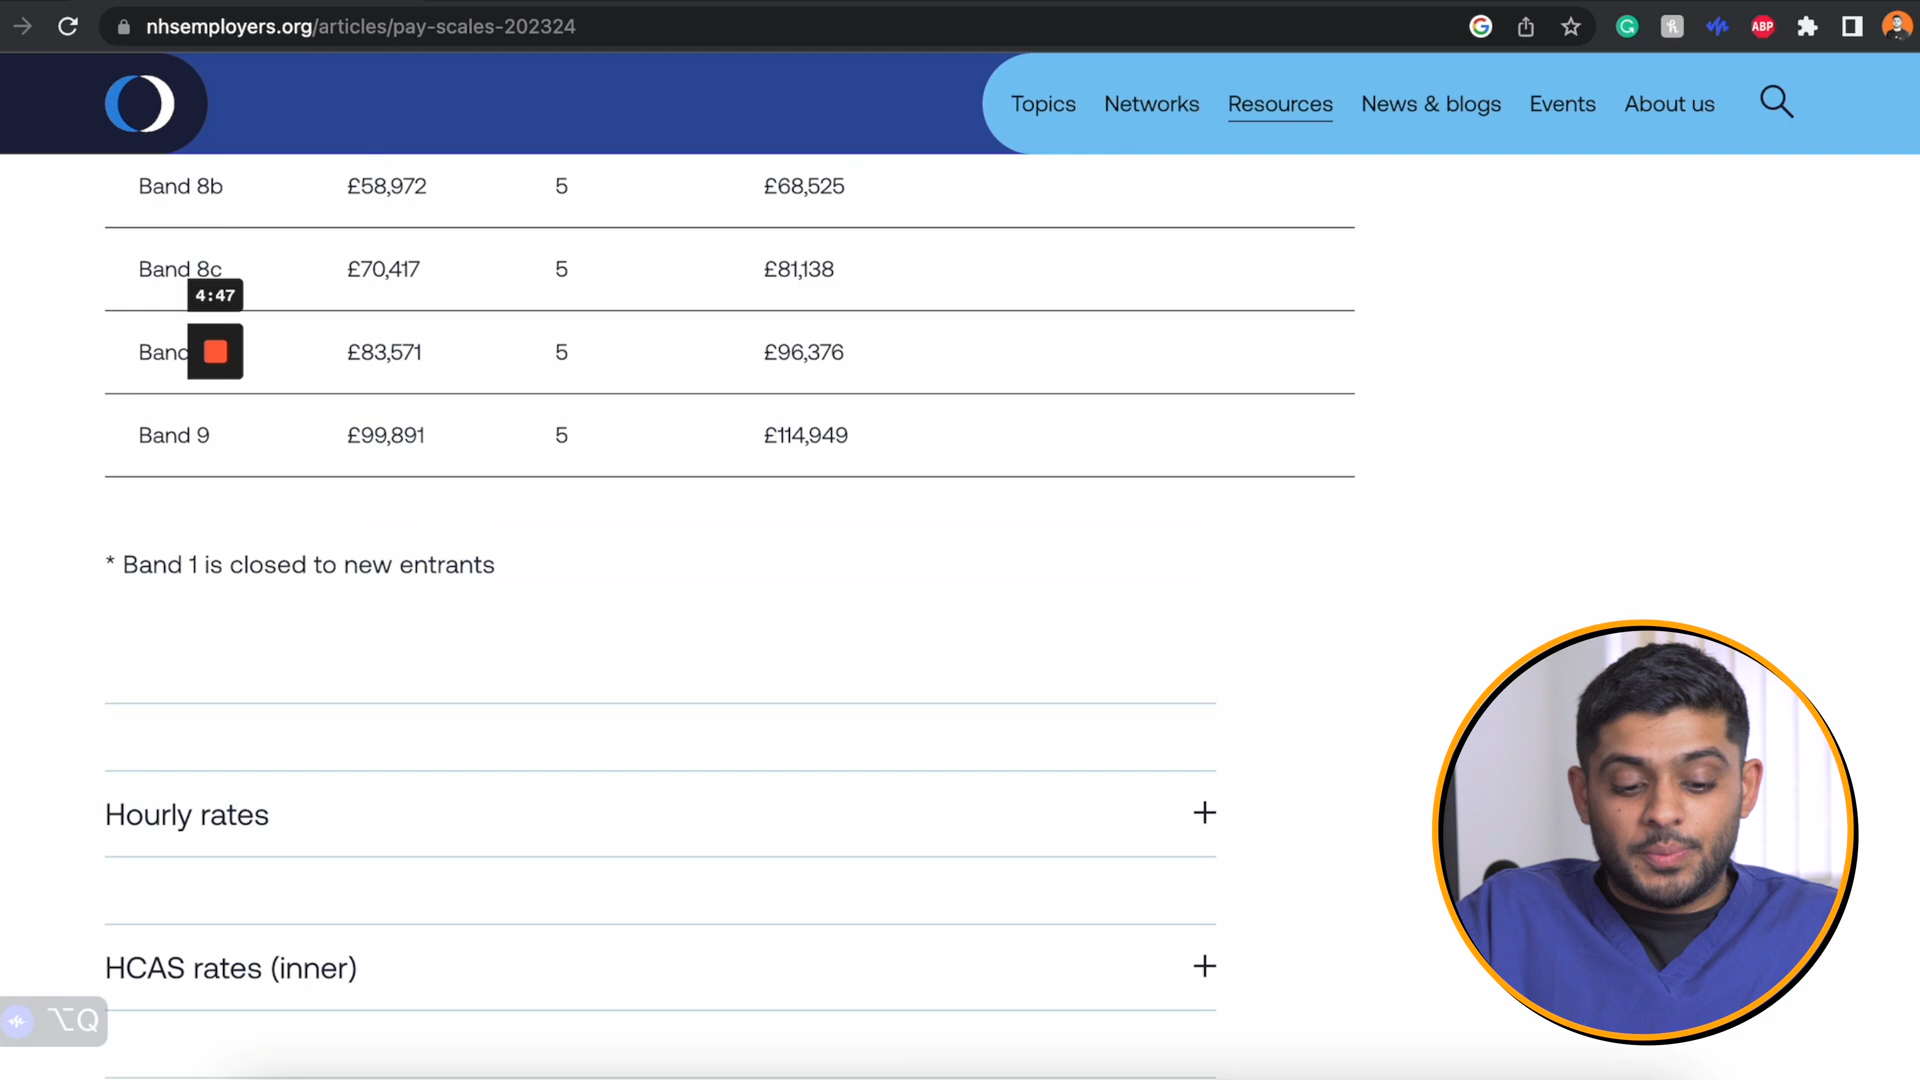 nhsemployers.org/articles/pay-scales-202324
ABP
Topics Networks Resources News & blogs Events About us
Band 8b £58,972 5 £68,525
Band 8c £70,417 5 £81,138
4:47
Band £83,571 5 £96,376
Band 9 £99,891 5 £114,949
* Band 1 is closed to new entrants
Hourly rates +
HCAS rates (inner) +
⌥Q